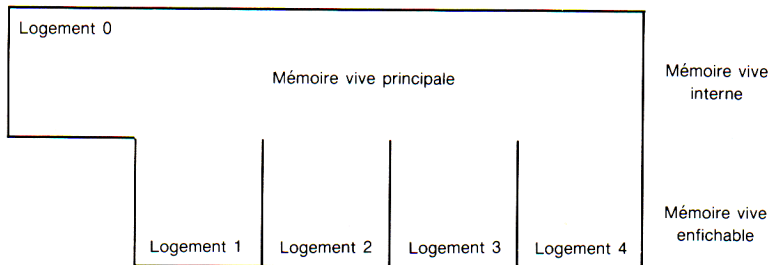 Logement 0
Mémoire vive principale
Mémoire vive
interne
Logement 1
Logement 2
Logement 3
Logement 4
Mémoire vive
enfichable